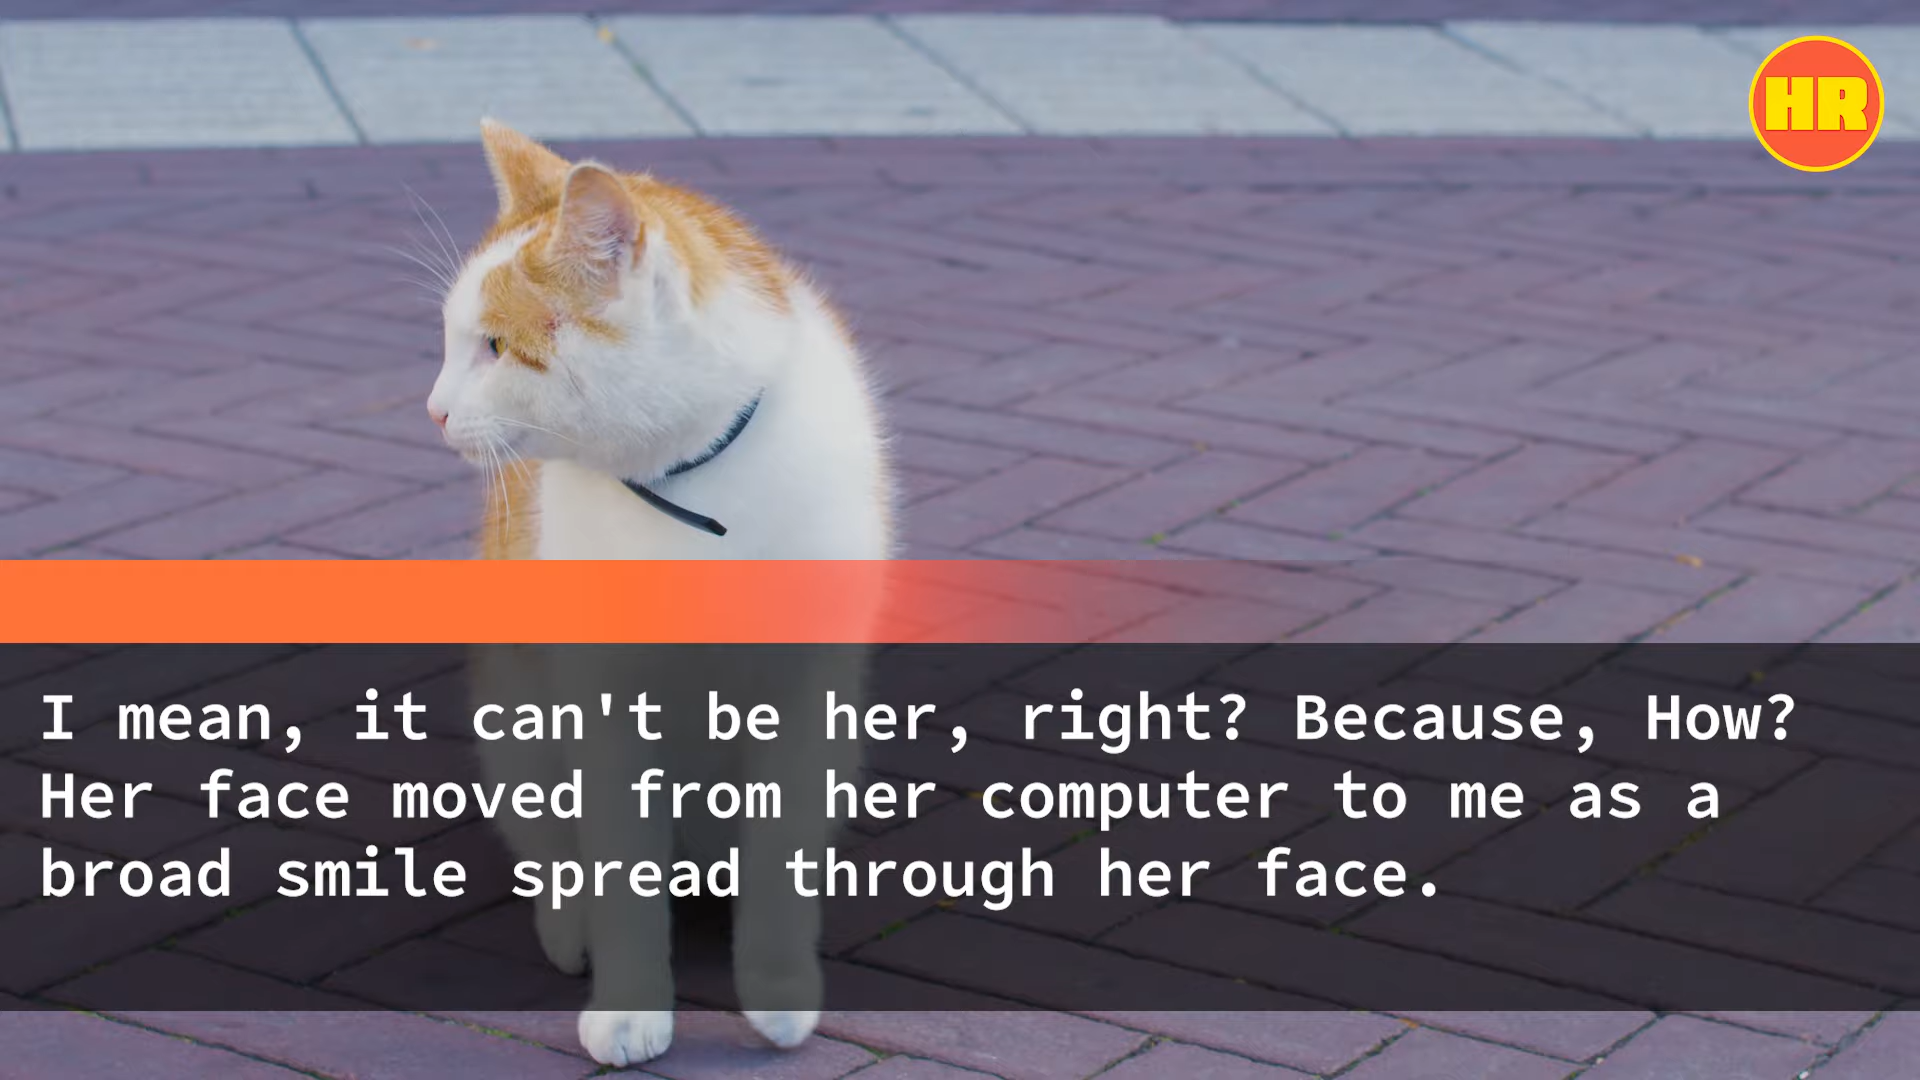 HR
I mean, it can't be her, right? Because, How?
Her face moved from her computer to me as a
broad smile spread through her face.